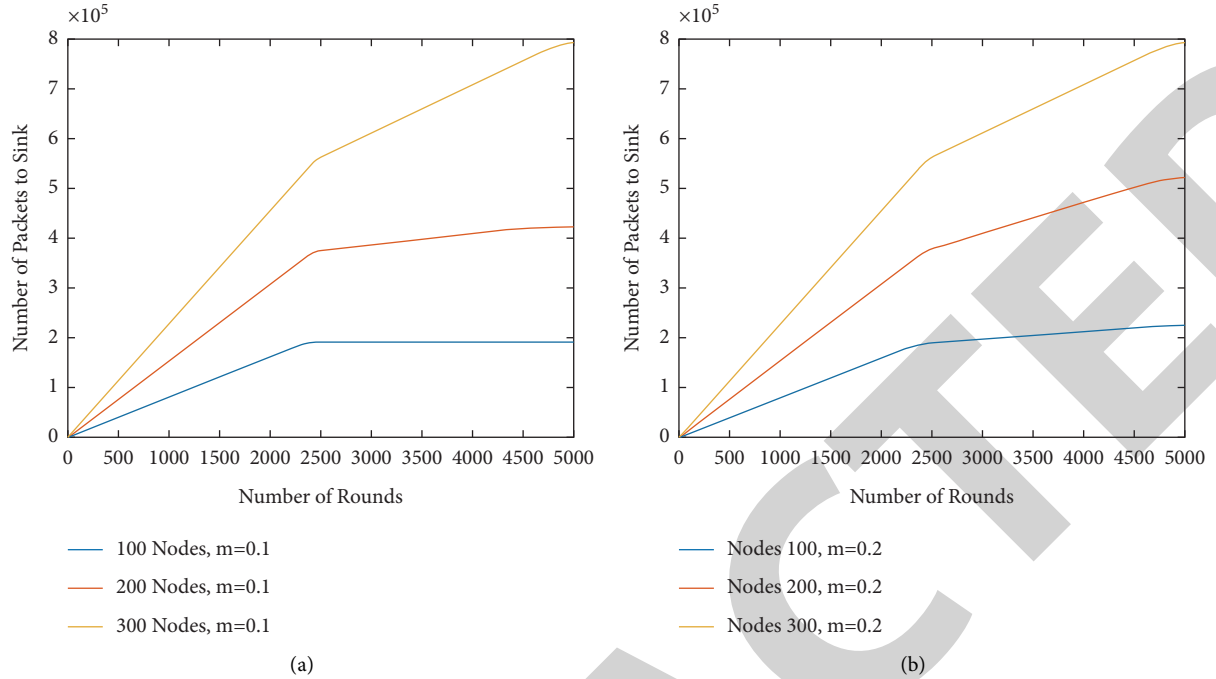 ×10⁵
8
7
6
5
4
3
2
1
0
0 500 1000 1500 2000 2500 3000 3500 4000 4500 5000
Number of Packets to Sink
Number of Rounds
100 Nodes, m=0.1
200 Nodes, m=0.1
300 Nodes, m=0.1
(a)
×10⁵
8
7
6
5
4
3
2
1
0
0 500 1000 1500 2000 2500 3000 3500 4000 4500 5000
Number of Packets to Sink
Number of Rounds
Nodes 100, m=0.2
Nodes 200, m=0.2
Nodes 300, m=0.2
(b)
CTED